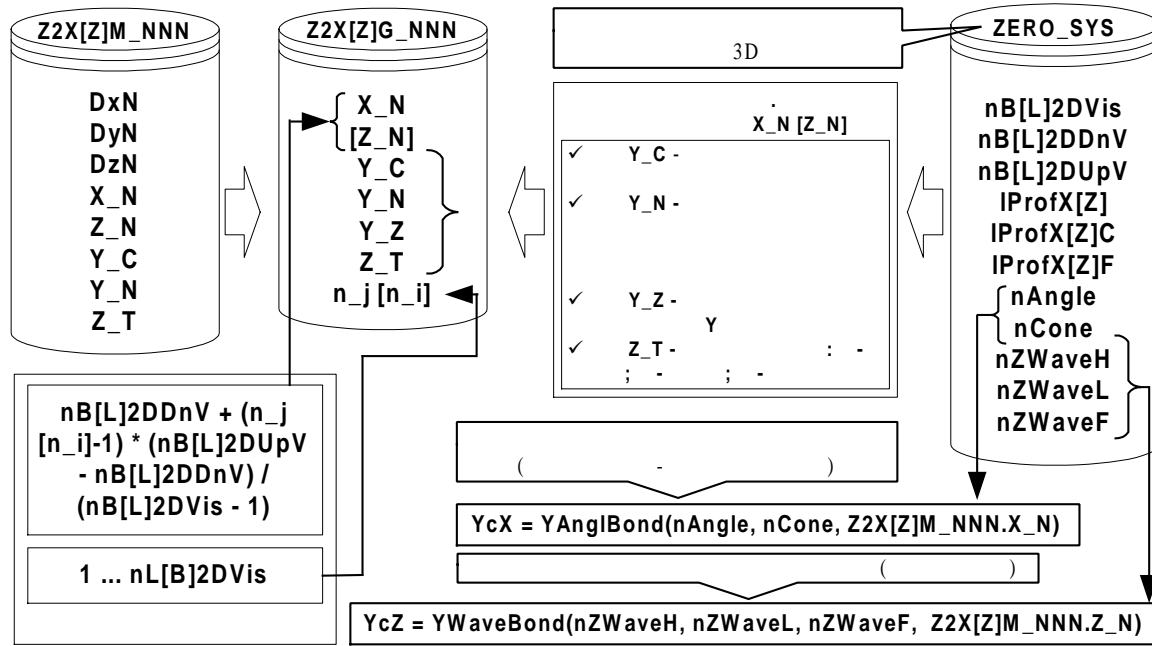 Z2X[Z]M_NNN
DxN
DyN
DzN
X_N
Z_N
Y_C
Y_N
Z_T
Z2X[Z]G_NNN
X_N
[Z_N]
Y_C
Y_N
Y_Z
Z_T
n_j [n_i]
3D
.
X_N [Z_N]
✓ Y_C -
✓ Y_N -
✓ Y_Z -
Y
✓ Z_T - : -
; - ; -
ZERO_SYS
nB[L]2DVis
nB[L]2DDnV
nB[L]2DUpV
lProfX[Z]
lProfX[Z]C
lProfX[Z]F
nAngle
nCone
nZWaveH
nZWaveL
nZWaveF
nB[L]2DDnV + (n_j
[n_i]-1) * (nB[L]2DUpV
- nB[L]2DDnV) /
(nB[L]2DVis - 1)
1 ... nL[B]2DVis
( - )
YcX = YAnglBond(nAngle, nCone, Z2X[Z]M_NNN.X_N)
( )
YcZ = YWaveBond(nZWaveH, nZWaveL, nZWaveF, Z2X[Z]M_NNN.Z_N)